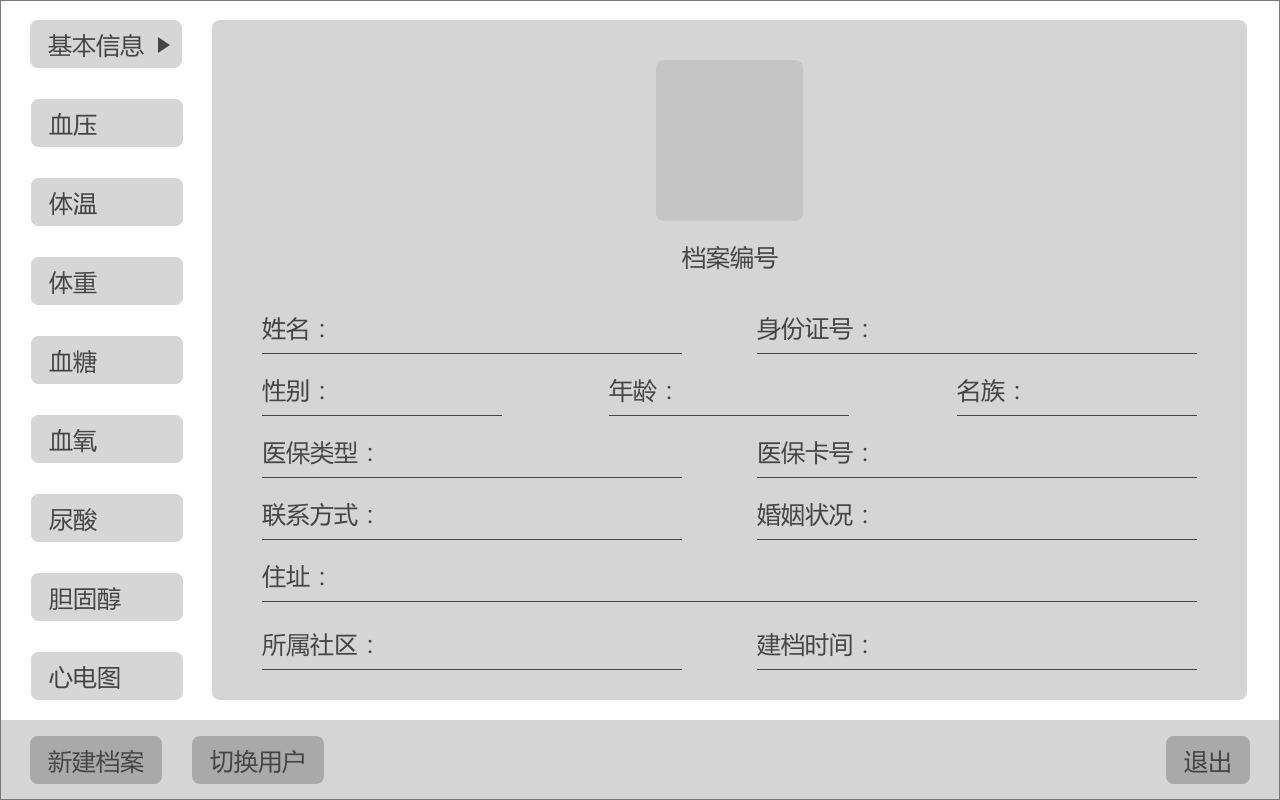 基本信息
血压
体温
体重
血糖
血氧
尿酸
胆固醇
心电图
档案编号
姓名：
身份证号：
性别：
年龄：
名族：
医保类型：
医保卡号：
联系方式：
婚姻状况：
住址：
所属社区：
建档时间：
新建档案
切换用户
退出